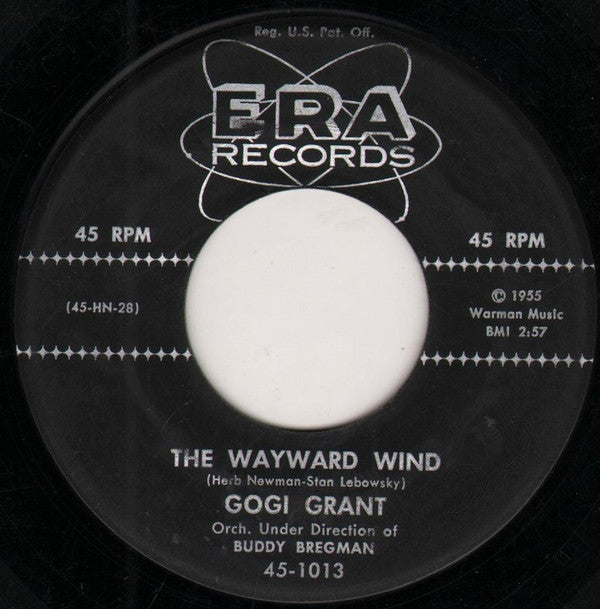 Reg. U.S. Pat. Off.
ERA
RECORDS
45 RPM
45 RPM
(45-HN-28)
© 1955
Warman Music
BMI 2:57
THE WAYWARD WIND
(Herb Newman-Stan Lebowsky)
GOGI GRANT
Orch. Under Direction of
BUDDY BREGMAN
45-1013